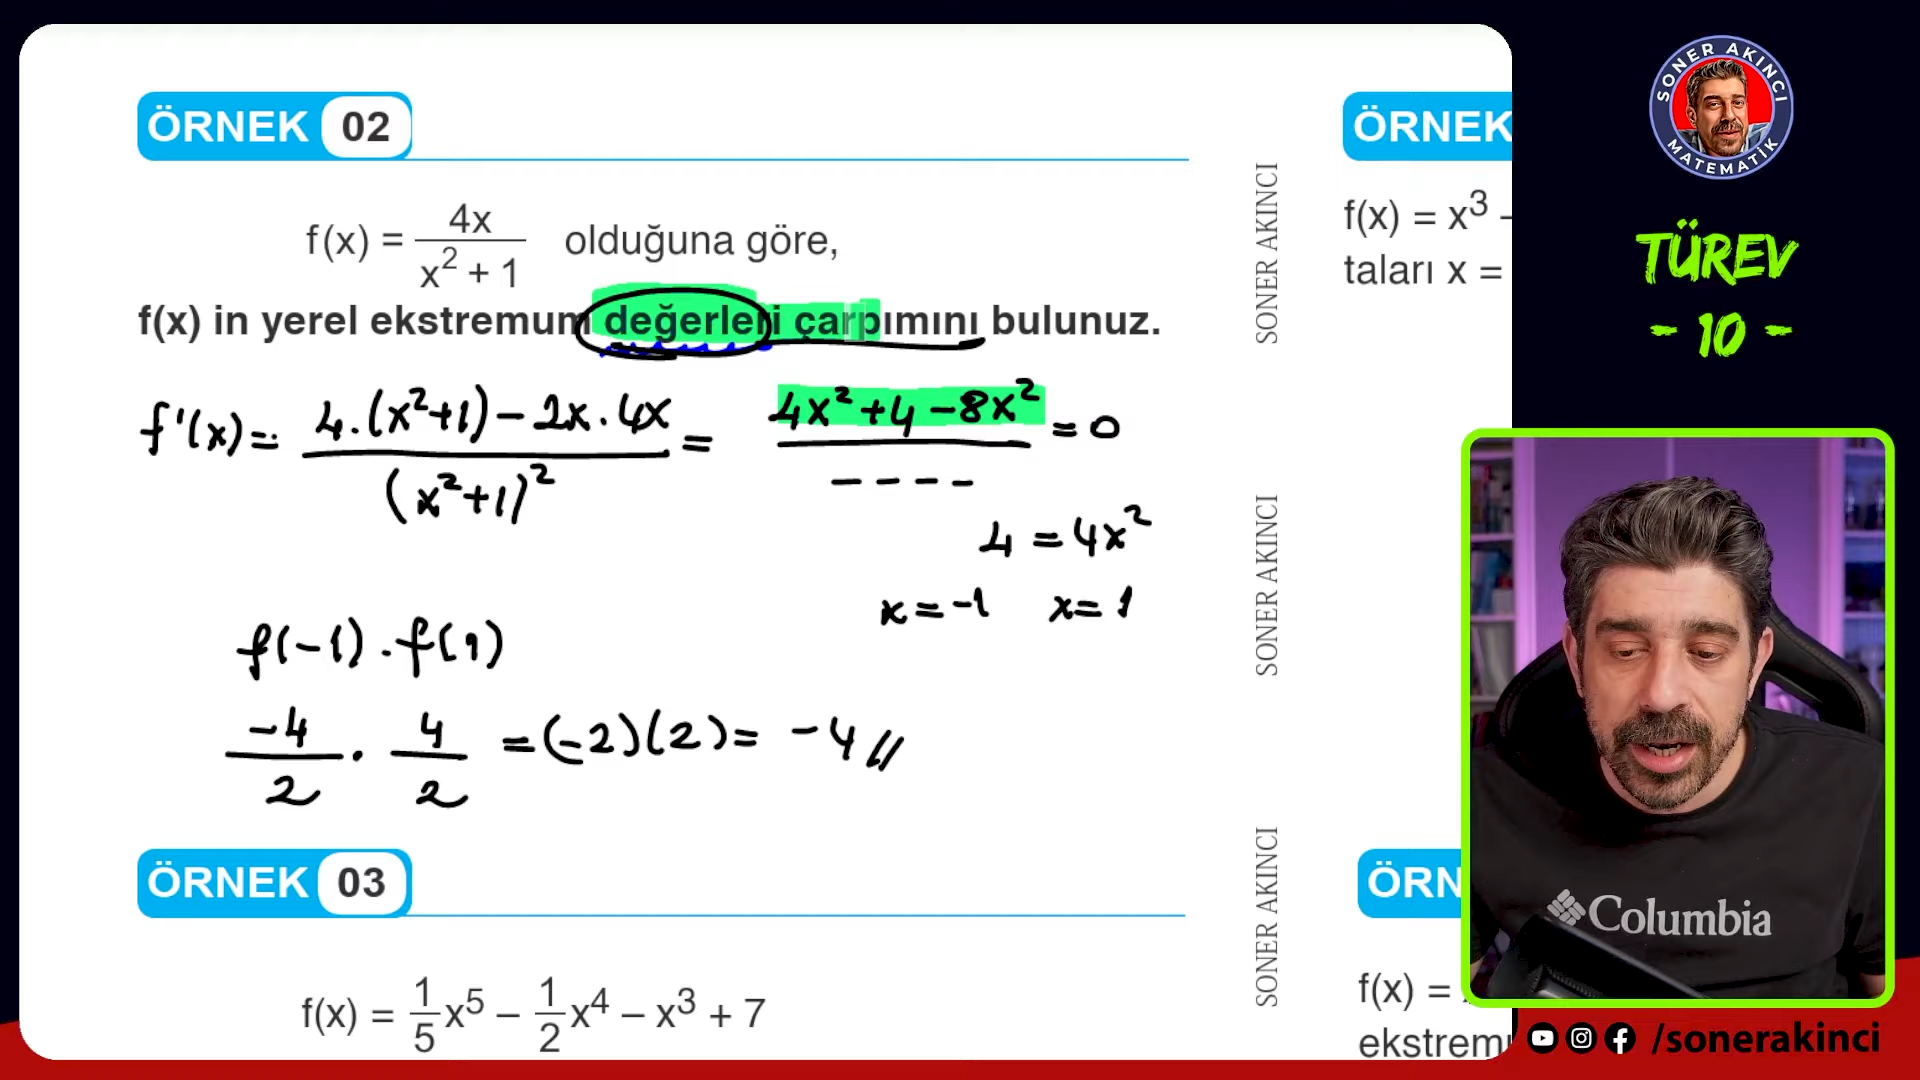 ÖRNEK 02
f(x) = 4x / x² + 1 olduğuna göre,
f(x) in yerel ekstremum değerleri çarpımını bulunuz.
f'(x) = 4.(x²+1) - 2x.4x / (x²+1)² = 4x²+4-8x² / ---- = 0
4 = 4x²
x = -1 x = 1
f(-1).f(1)
-4/2 . 4/2 = (-2)(2) = -4 //
ÖRNEK 03
f(x) = 1/5 x⁵ – 1/2 x⁴ – x³ + 7
SONER AKINCI
SONER AKINCI
SONER AKINCI
ÖRNEK
f(x) = x³ -
taları x =
ÖRN
f(x) =
ekstrem
SONER AKINCI
MATEMATİK
TÜREV
- 10 -
Columbia
/sonerakinci